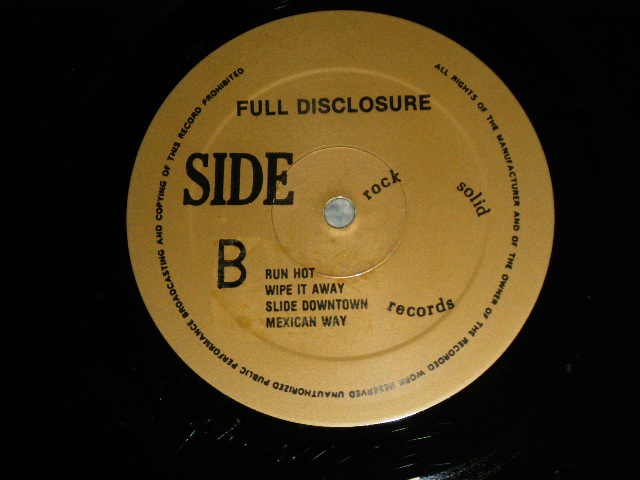 FULL DISCLOSURE
SIDE
B
rock
solid
records
RUN HOT
WIPE IT AWAY
SLIDE DOWNTOWN
MEXICAN WAY
ALL RIGHTS OF THE MANUFACTURER AND OF THE OWNER OF THE RECORDED WORK RESERVED UNAUTHORIZED PUBLIC PERFORMANCE BROADCASTING AND COPYING OF THIS RECORD PROHIBITED